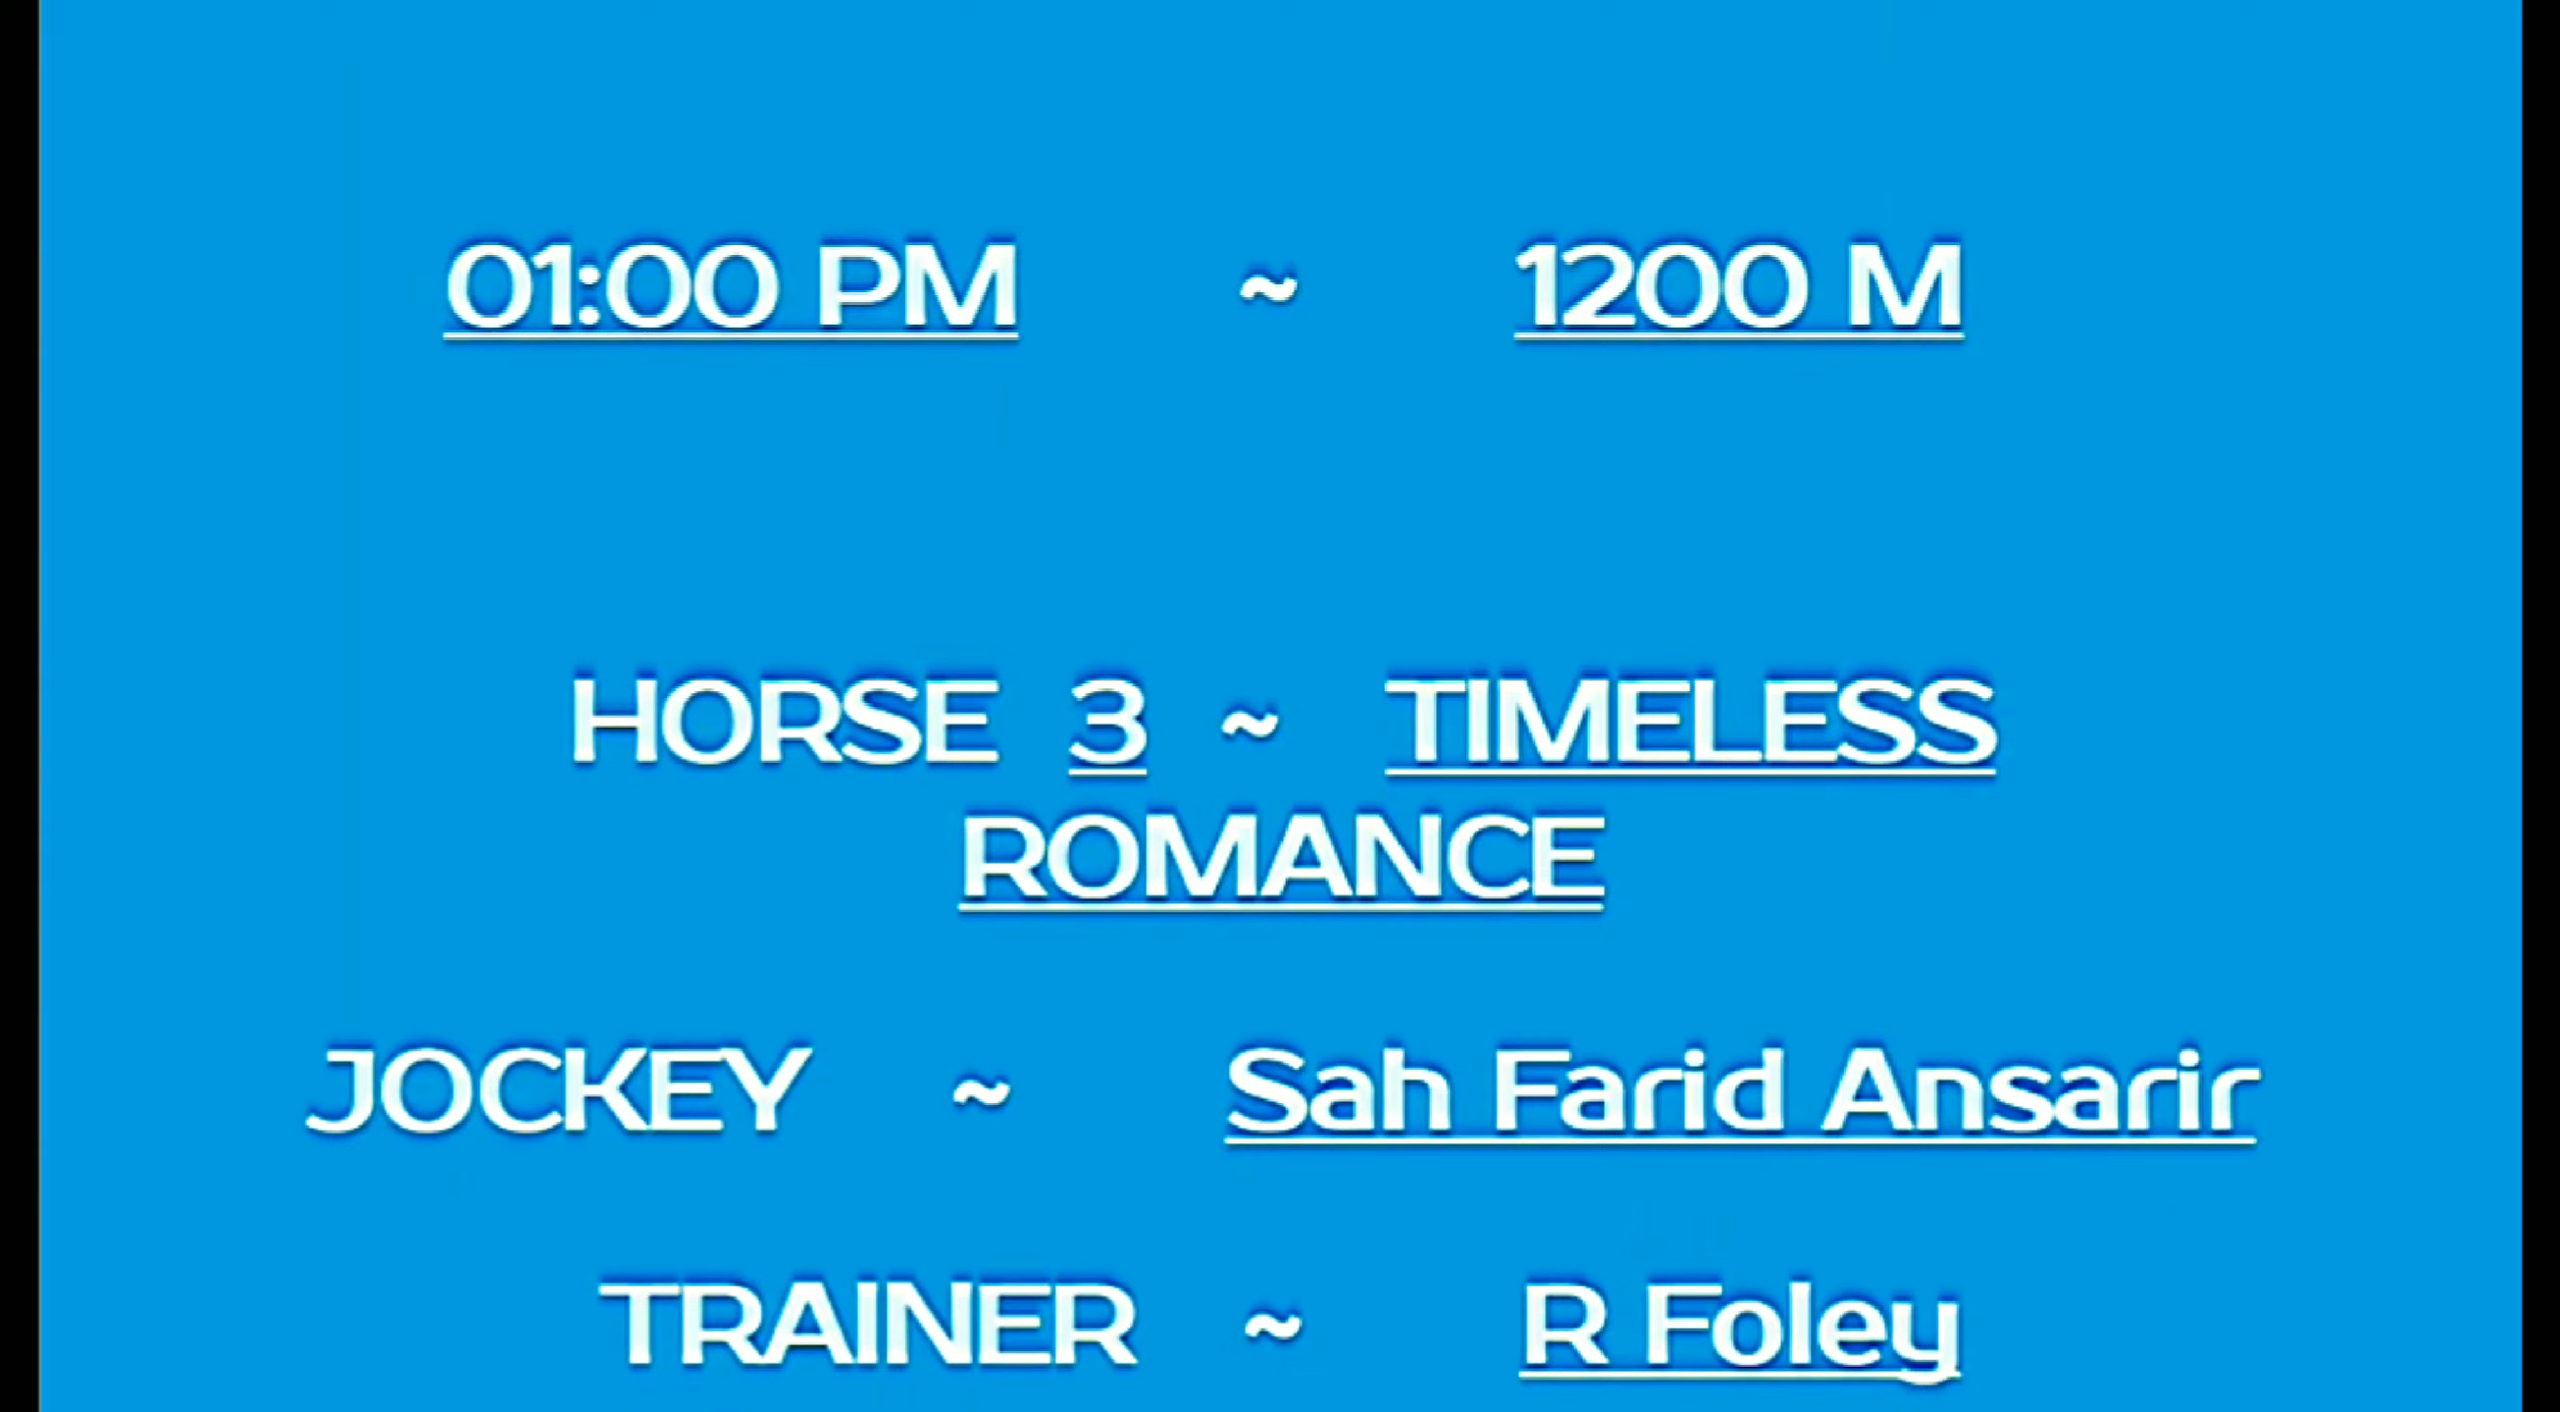 01:00 PM ~ 1200 M
HORSE 3 ~ TIMELESS
ROMANCE
JOCKEY ~ Sah Farid Ansarir
TRAINER ~ R Foley